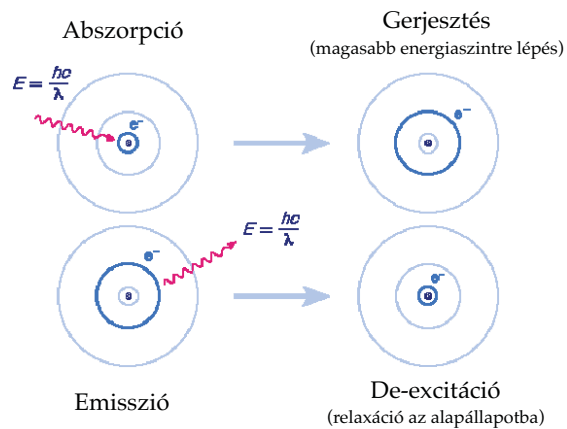 Abszorpció
Gerjesztés
(magasabb energiaszintre lépés)
E = hc/λ
e⁻
e⁻
E = hc/λ
e⁻
e⁻
Emisszió
De-excitáció
(relaxáció az alapállapotba)